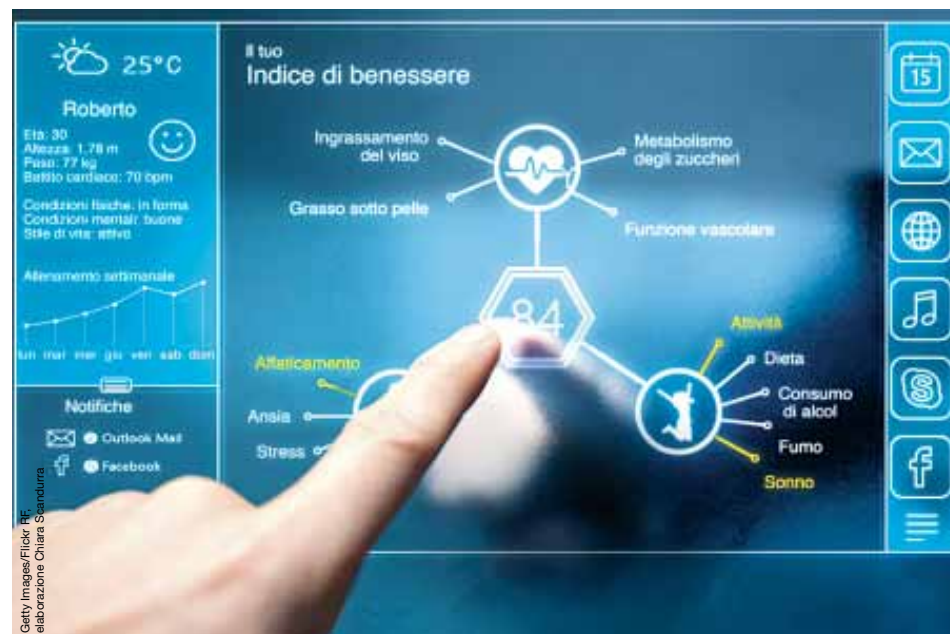 25°C
Roberto
Età: 30
Altezza: 1,78 m
Peso: 77 kg
Battito cardiaco: 70 bpm
Condizioni fisiche: in forma
Condizioni mentali: buone
Stile di vita: attivo
Allenamento settimanale
lun mar mer giu ven sab dom
Notifiche
Outlook Mail
Facebook
Il tuo
Indice di benessere
Ingrassamento
del viso
Metabolismo
degli zuccheri
Grasso sotto pelle
Funzione vascolare
84
Affaticamento
Ansia
Stress
Attività
Dieta
Consumo
di alcol
Fumo
Sonno
15
Getty Images/Flickr RF,
elaborazione Chiara Scandurra